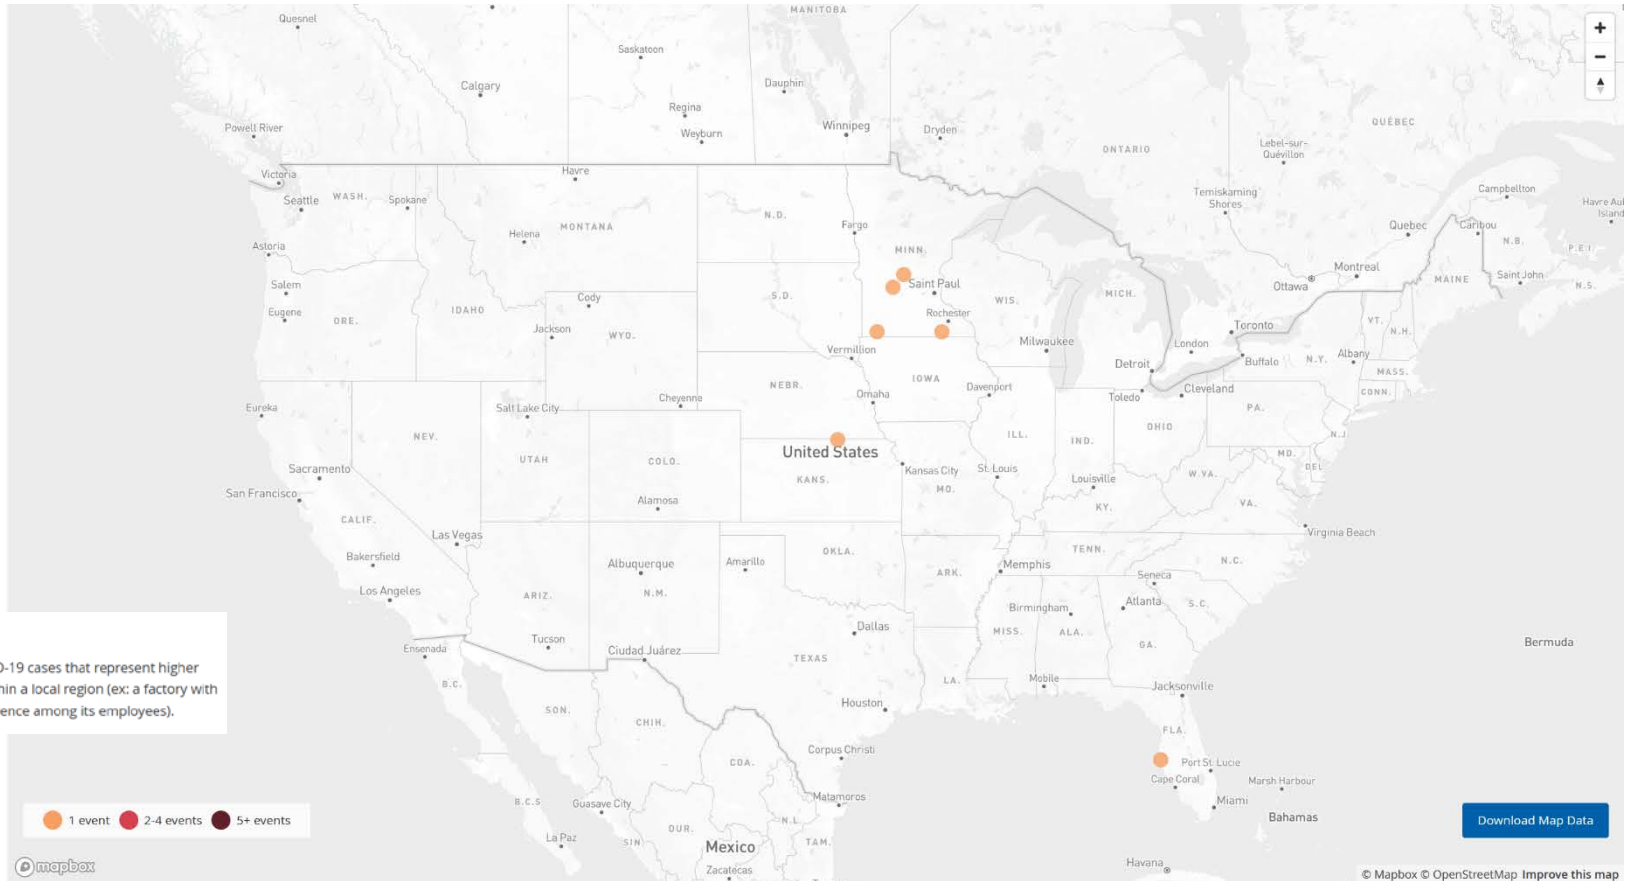 MANITOBA
Quesnel
Saskatoon
Calgary
Dauphin
Regina
Weyburn
Winnipeg
Dryden
Powell River
QUÉBEC
ONTARIO
Lebel-sur-
Quévillon
Victoria
Havre
Seattle
WASH.
Spokane
Temiskaming
Shores
Campbellton
Havre Au
Island
N.D.
Fargo
Helena
MONTANA
Quebec
Caribou
N.B.
P.E.I.
Astoria
MINN.
Montreal
Ottawa
MAINE
Saint John
N.S.
Salem
Saint Paul
Cody
S.D.
MICH.
WIS.
Eugene
ORE.
IDAHO
Jackson
WYO.
Rochester
Toronto
VT.
N.H.
Milwaukee
London
Vermillion
Buffalo
N.Y.
Albany
Detroit
MASS.
IOWA
NEBR.
Davenport
Cleveland
CONN.
Omaha
Toledo
Cheyenne
Eureka
Salt Lake City
PA.
NEV.
ILL.
IND.
OHIO
N.J.
United States
MD.
UTAH
COLO.
DEL
Sacramento
Kansas City
St. Louis
W.VA.
KANS.
Louisville
MO.
San Francisco
Alamosa
KY.
VA.
CALIF.
Las Vegas
Virginia Beach
OKLA.
TENN.
Bakersfield
Albuquerque
Amarillo
Memphis
N.C.
ARK.
Seneca
Los Angeles
ARIZ.
N.M.
Birmingham
Atlanta
S.C.
Dallas
MISS.
ALA.
Tucson
Ensenada
Ciudad Juárez
TEXAS
GA.
Bermuda
D-19 cases that represent higher
hin a local region (ex: a factory with
ence among its employees).
B.C.
LA.
Mobile
Jacksonville
SON.
CHIH.
Houston
FLA.
Corpus Christi
COA.
Port St. Lucie
Cape Coral
Marsh Harbour
B.C.S
Guasave City
Matamoros
Miami
Bahamas
1 event
2-4 events
5+ events
Download Map Data
N.L.
DUR.
La Paz
SIN.
Mexico
TAM.
Zacatecas
Havana
mapbox
© Mapbox © OpenStreetMap Improve this map